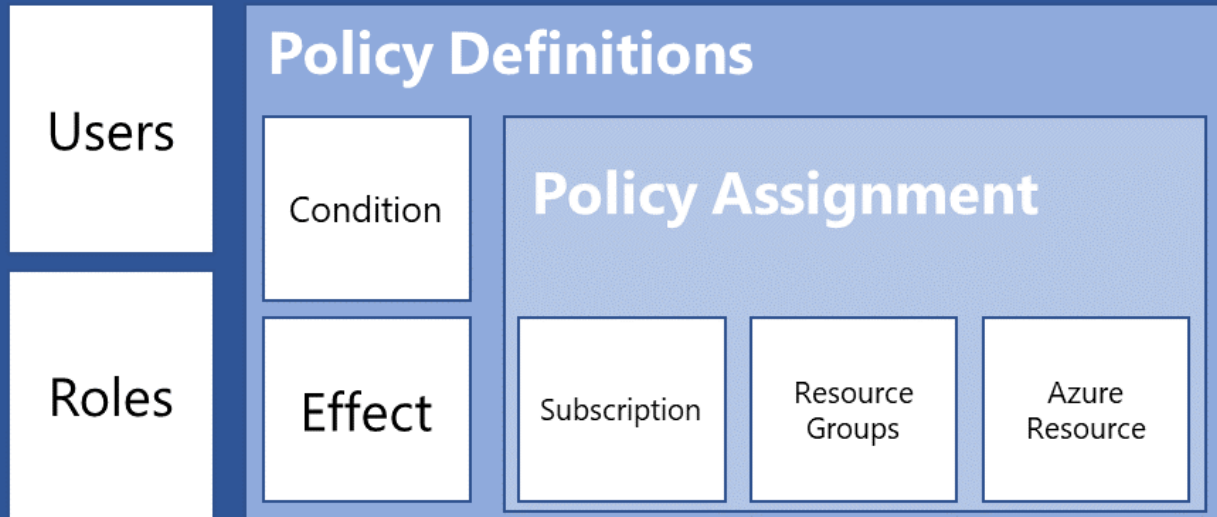 Users
Roles
Policy Definitions
Condition
Effect
Policy Assignment
Subscription
Resource
Groups
Azure
Resource